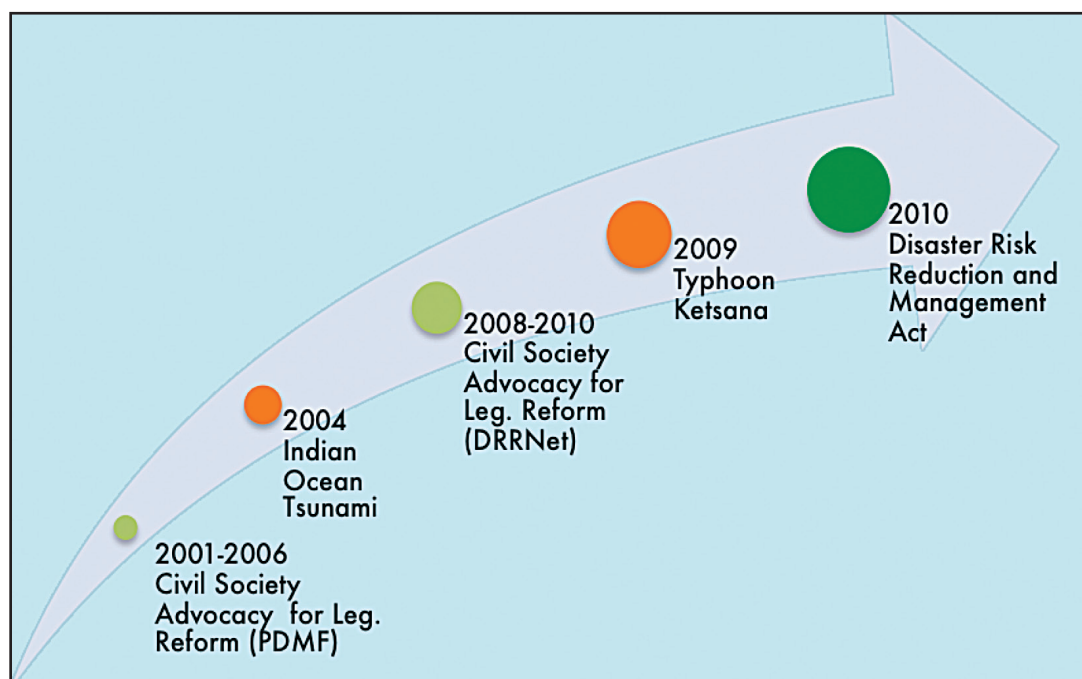 2001-2006
Civil Society
Advocacy for Leg.
Reform (PDMF)
2004
Indian
Ocean
Tsunami
2008-2010
Civil Society
Advocacy for
Leg. Reform
(DRRNet)
2009
Typhoon
Ketsana
2010
Disaster Risk
Reduction and
Management
Act